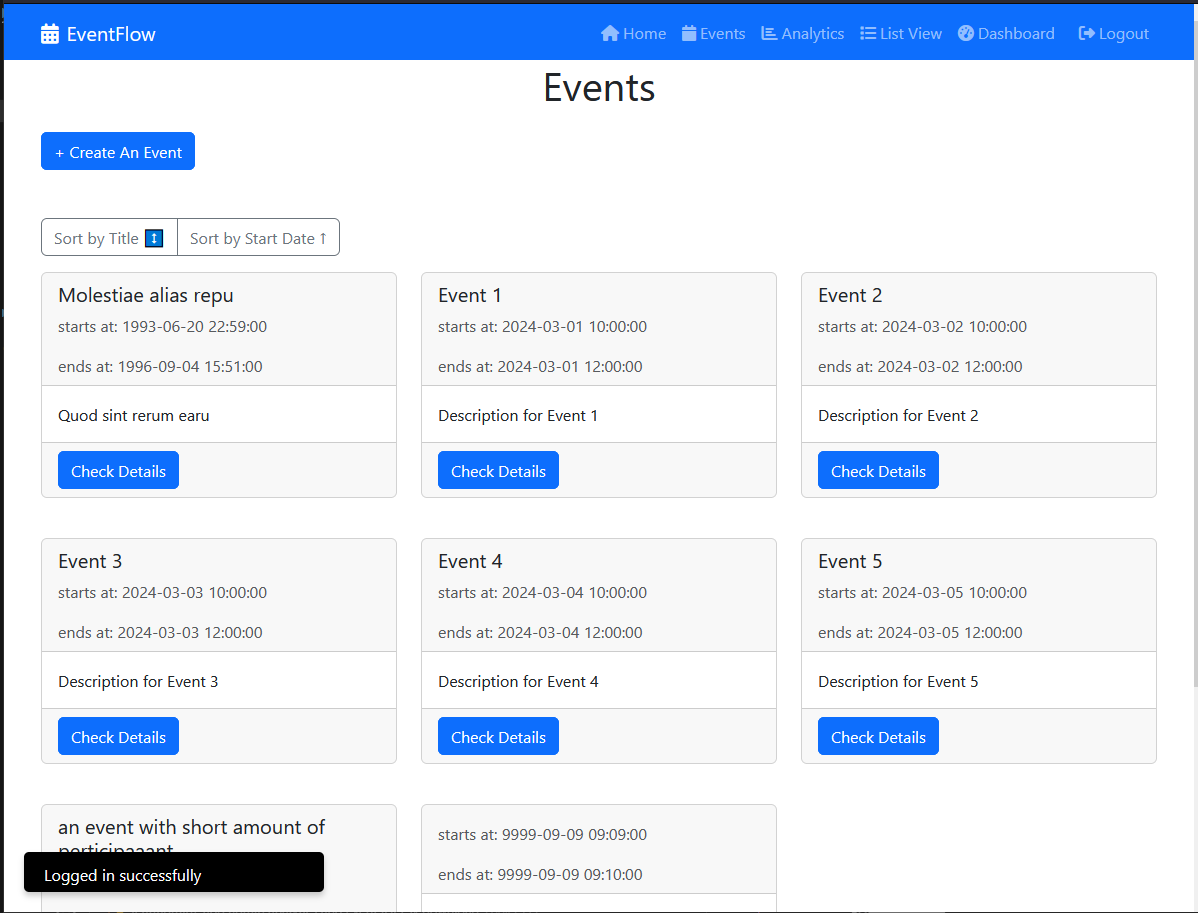 EventFlow
Home Events Analytics List View Dashboard Logout
Events
+ Create An Event
Sort by Title ↕ Sort by Start Date ↑
Molestiae alias repu
starts at: 1993-06-20 22:59:00
ends at: 1996-09-04 15:51:00
Quod sint rerum earu
Check Details
Event 1
starts at: 2024-03-01 10:00:00
ends at: 2024-03-01 12:00:00
Description for Event 1
Check Details
Event 2
starts at: 2024-03-02 10:00:00
ends at: 2024-03-02 12:00:00
Description for Event 2
Check Details
Event 3
starts at: 2024-03-03 10:00:00
ends at: 2024-03-03 12:00:00
Description for Event 3
Check Details
Event 4
starts at: 2024-03-04 10:00:00
ends at: 2024-03-04 12:00:00
Description for Event 4
Check Details
Event 5
starts at: 2024-03-05 10:00:00
ends at: 2024-03-05 12:00:00
Description for Event 5
Check Details
an event with short amount of
starts at: 9999-09-09 09:09:00
ends at: 9999-09-09 09:10:00
Logged in successfully